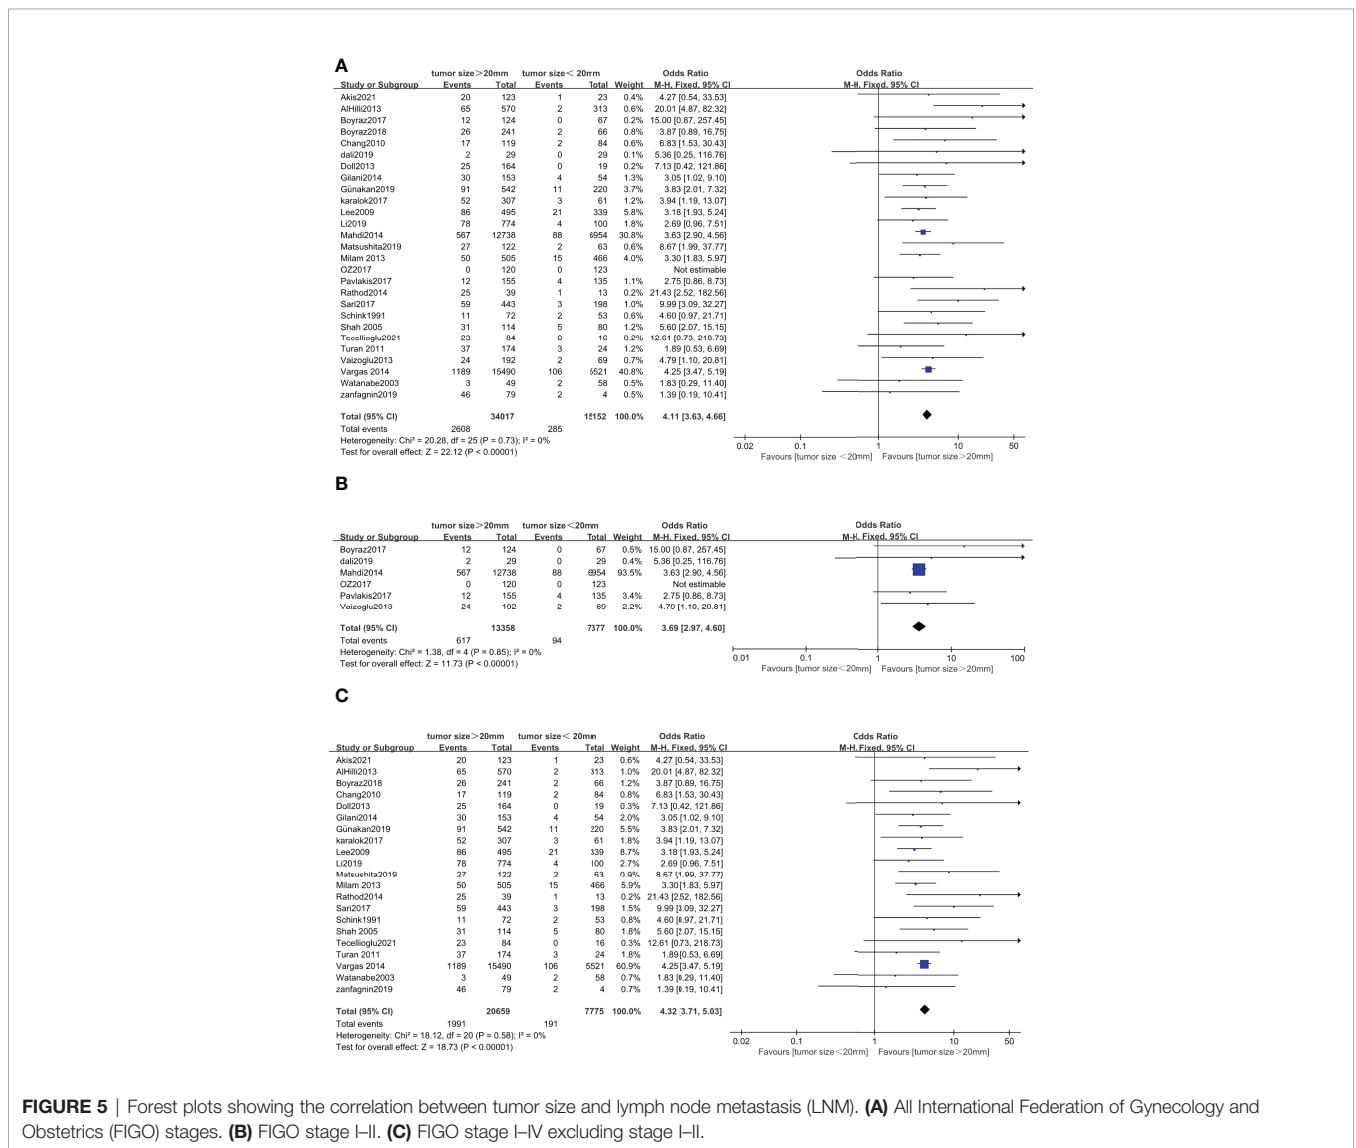 A
tumor size＞20mm tumor size＜20mm Odds Ratio Odds Ratio
Study or Subgroup Events Total Events Total Weight M-H. Fixed. 95% CI M-H. Fixed. 95% CI
Akis2021 20 123 1 23 0.4% 4.27 [0.54, 33.53]
AlHilli2013 65 570 2 313 0.6% 20.01 [4.87, 82.32]
Boyraz2017 12 124 0 67 0.2% 15.00 [0.87, 257.45]
Boyraz2018 26 241 2 66 0.8% 3.87 [0.89, 16.75]
Chang2010 17 119 2 84 0.6% 6.83 [1.53, 30.43]
dali2019 2 29 0 29 0.2% 5.36 [0.25, 116.76]
Doll2013 25 164 0 19 0.2% 7.13 [0.42, 121.86]
Gilani2014 30 153 4 54 1.3% 3.05 [1.02, 9.10]
Günakan2019 91 542 11 220 3.7% 3.83 [2.01, 7.32]
karalok2017 52 307 3 61 1.2% 3.94 [1.19, 13.07]
Lee2009 86 495 21 339 5.8% 3.18 [1.93, 5.24]
Li2019 78 774 4 100 1.8% 2.69 [0.96, 7.51]
Mahdi2014 567 12738 88 6954 30.8% 3.63 [2.90, 4.56]
Matsushita2019 27 122 2 63 0.6% 8.67 [1.99, 37.77]
Milam 2013 50 505 15 466 4.0% 3.30 [1.83, 5.97]
OZ2017 0 120 0 123 Not estimable
Pavlakis2017 12 155 4 135 1.1% 2.75 [0.86, 8.73]
Rathod2014 25 39 1 13 0.2% 21.43 [2.52, 182.56]
Sari2017 59 443 3 198 1.0% 9.99 [3.09, 32.27]
Schink1991 11 72 2 53 0.6% 4.60 [0.97, 21.71]
Shah 2005 31 114 5 80 1.2% 5.60 [2.07, 15.15]
Tecellioglu2021 23 84 0 16 0.2% 12.61 [0.73, 218.73]
Turan 2011 37 174 3 24 1.2% 1.89 [0.53, 6.69]
Vaizoglu2013 24 192 2 69 0.7% 4.79 [1.10, 20.81]
Vargas 2014 1189 15490 106 5521 40.8% 4.25 [3.47, 5.19]
Watanabe2003 3 49 2 58 0.5% 1.83 [0.29, 11.40]
zanfagnin2019 46 79 2 4 0.5% 1.39 [0.19, 10.41]
Total (95% CI) 34017 15152 100.0% 4.11 [3.63, 4.66]
Total events 2608 285
Heterogeneity: Chi² = 20.28, df = 25 (P = 0.73); I² = 0%
Test for overall effect: Z = 22.12 (P < 0.00001)
0.02 0.1 1 10 50
Favours [tumor size＜20mm] Favours [tumor size＞20mm]
B
tumor size＞20mm tumor size＜20mm Odds Ratio Odds Ratio
Study or Subgroup Events Total Events Total Weight M-H. Fixed. 95% CI M-H. Fixed. 95% CI
Boyraz2017 12 124 0 67 0.5% 15.00 [0.87, 257.45]
dali2019 2 29 0 29 0.4% 5.36 [0.25, 116.76]
Mahdi2014 567 12738 88 6954 93.5% 3.63 [2.90, 4.56]
OZ2017 0 120 0 123 Not estimable
Pavlakis2017 12 155 4 135 3.4% 2.75 [0.86, 8.73]
Vaizoglu2013 24 192 2 69 2.2% 4.79 [1.10, 20.81]
Total (95% CI) 13358 7377 100.0% 3.69 [2.97, 4.60]
Total events 617 94
Heterogeneity: Chi² = 1.38, df = 4 (P = 0.85); I² = 0%
Test for overall effect: Z = 11.73 (P < 0.00001)
0.01 0.1 1 10 100
Favours [tumor size＜20mm] Favours [tumor size＞20mm]
C
tumor size＞20mm tumor size＜20mm Odds Ratio Odds Ratio
Study or Subgroup Events Total Events Total Weight M-H. Fixed. 95% CI M-H. Fixed. 95% CI
Akis2021 20 123 1 23 0.6% 4.27 [0.54, 33.53]
AlHilli2013 65 570 2 313 1.0% 20.01 [4.87, 82.32]
Boyraz2018 26 241 2 66 1.2% 3.87 [0.89, 16.75]
Chang2010 17 119 2 84 0.8% 6.83 [1.53, 30.43]
Doll2013 25 164 0 19 0.3% 7.13 [0.42, 121.86]
Gilani2014 30 153 4 54 2.0% 3.05 [1.02, 9.10]
Günakan2019 91 542 11 220 5.5% 3.83 [2.01, 7.32]
karalok2017 52 307 3 61 1.8% 3.94 [1.19, 13.07]
Lee2009 86 495 21 339 8.7% 3.18 [1.93, 5.24]
Li2019 78 774 4 100 2.7% 2.69 [0.96, 7.51]
Matsushita2019 27 122 2 63 0.9% 8.67 [1.99, 37.77]
Milam 2013 50 505 15 466 5.9% 3.30 [1.83, 5.97]
Rathod2014 25 39 1 13 0.2% 21.43 [2.52, 182.56]
Sari2017 59 443 3 198 1.4% 9.99 [3.09, 32.27]
Schink1991 11 72 2 53 0.8% 4.60 [0.97, 21.71]
Shah 2005 31 114 5 80 1.8% 5.60 [2.07, 15.15]
Tecellioglu2021 23 84 0 16 0.3% 12.61 [0.73, 218.73]
Turan 2011 37 174 3 24 1.8% 1.89 [0.53, 6.69]
Vargas 2014 1189 15490 106 5521 60.9% 4.25 [3.47, 5.19]
Watanabe2003 3 49 2 58 0.7% 1.83 [0.29, 11.40]
zanfagnin2019 46 79 2 4 0.7% 1.39 [0.19, 10.41]
Total (95% CI) 20659 7775 100.0% 4.32 [3.71, 5.03]
Total events 1991 191
Heterogeneity: Chi² = 18.12, df = 20 (P = 0.58); I² = 0%
Test for overall effect: Z = 18.73 (P < 0.00001)
0.02 0.1 1 10 50
Favours [tumor size＜20mm] Favours [tumor size＞20mm]
FIGURE 5 | Forest plots showing the correlation between tumor size and lymph node metastasis (LNM). (A) All International Federation of Gynecology and
Obstetrics (FIGO) stages. (B) FIGO stage I–II. (C) FIGO stage I–IV excluding stage I–II.